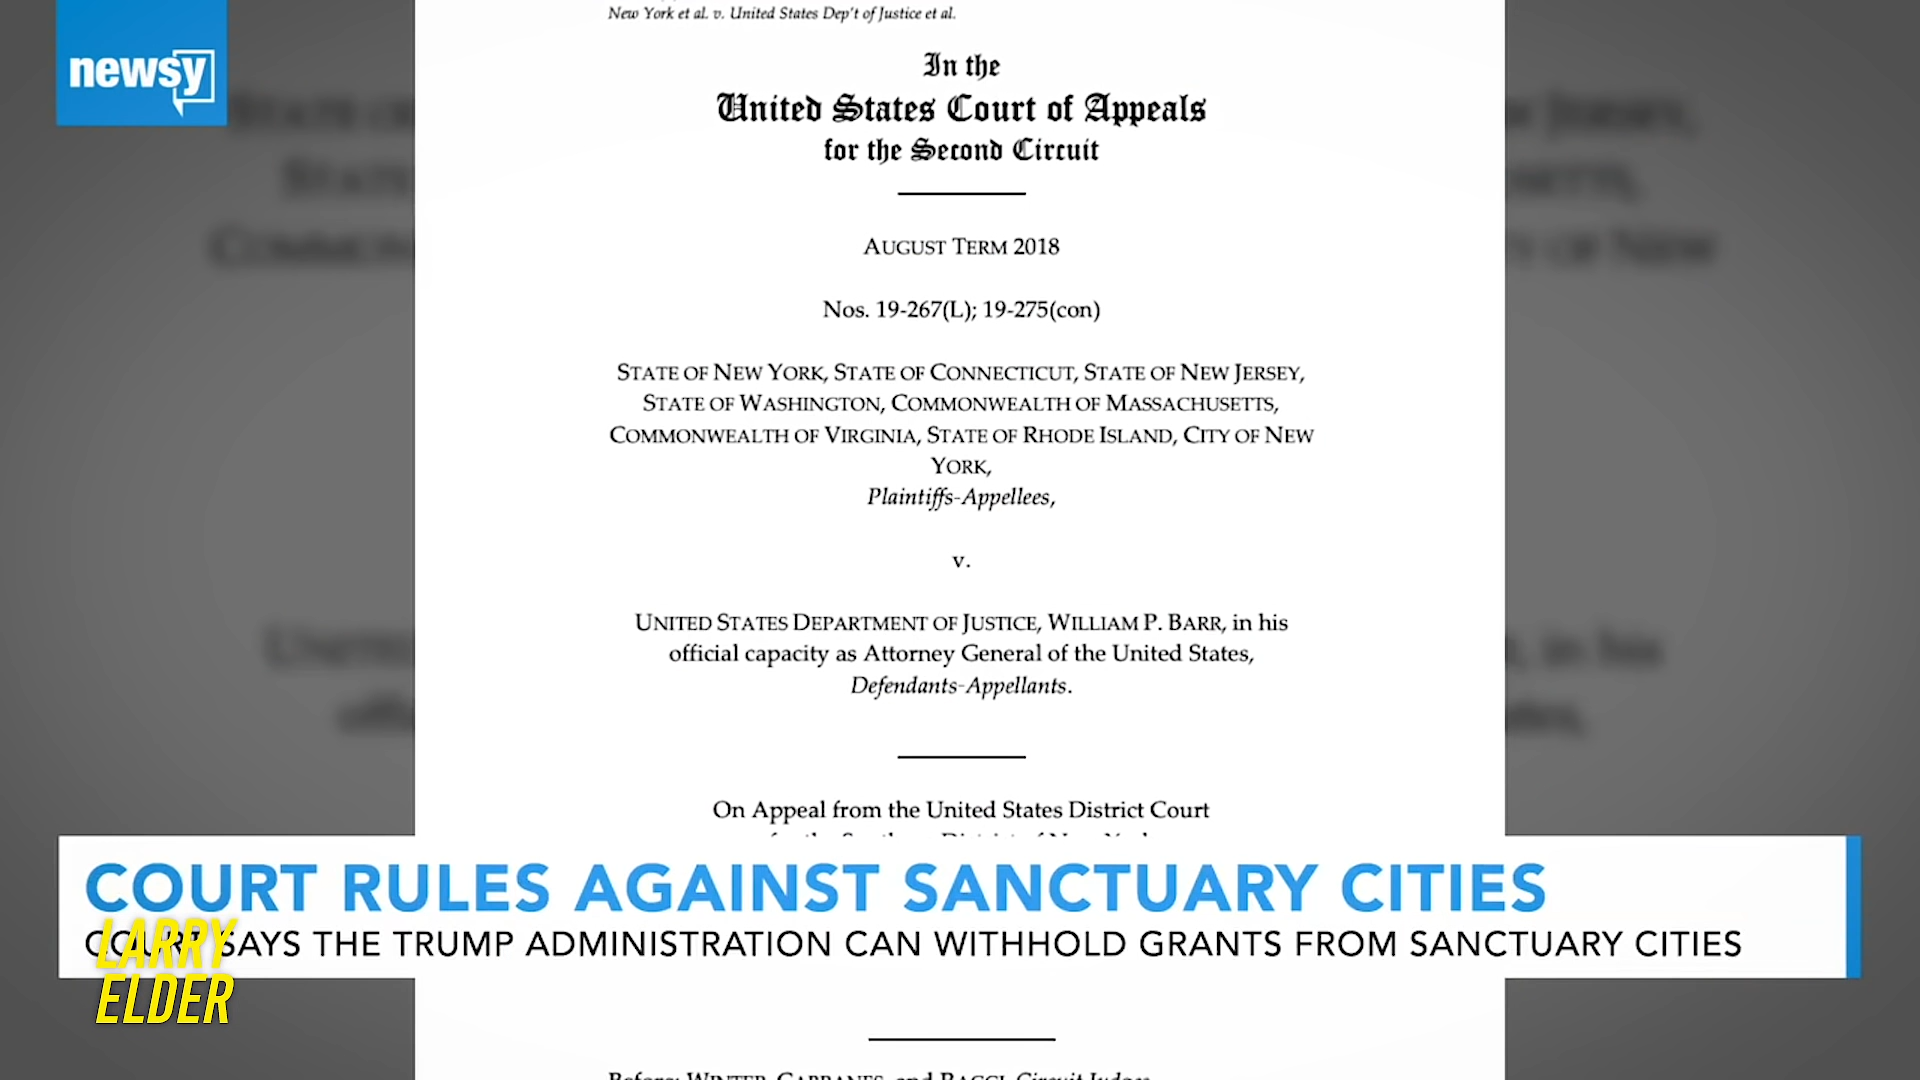 New York et al. v. United States Dep't of Justice et al.
newsy
In the
United States Court of Appeals
for the Second Circuit
AUGUST TERM 2018
Nos. 19-267(L); 19-275(con)
STATE OF NEW YORK, STATE OF CONNECTICUT, STATE OF NEW JERSEY,
STATE OF WASHINGTON, COMMONWEALTH OF MASSACHUSETTS,
COMMONWEALTH OF VIRGINIA, STATE OF RHODE ISLAND, CITY OF NEW
YORK,
Plaintiffs-Appellees,
v.
UNITED STATES DEPARTMENT OF JUSTICE, WILLIAM P. BARR, in his
official capacity as Attorney General of the United States,
Defendants-Appellants.
On Appeal from the United States District Court
COURT RULES AGAINST SANCTUARY CITIES
COURT SAYS THE TRUMP ADMINISTRATION CAN WITHHOLD GRANTS FROM SANCTUARY CITIES
LARRY
ELDER